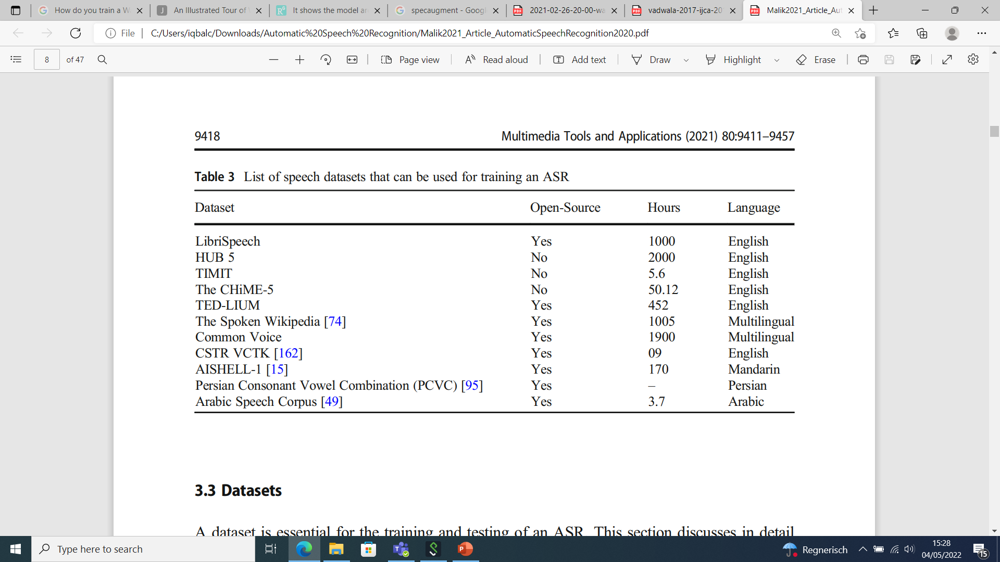 How do you train a W
An Illustrated Tour of
It shows the model ar
specaugment - Googl
2021-02-26-20-00-wa
vadwala-2017-ijca-20
Malik2021_Article_Aut
File C:/Users/iqbalc/Downloads/Automatic%20Speech%20Recognition/Malik2021_Article_AutomaticSpeechRecognition2020.pdf
8 of 47 Page view Read aloud Add text Draw Highlight Erase
9418 Multimedia Tools and Applications (2021) 80:9411–9457
Table 3 List of speech datasets that can be used for training an ASR
Dataset Open-Source Hours Language
LibriSpeech Yes 1000 English
HUB 5 No 2000 English
TIMIT No 5.6 English
The CHiME-5 No 50.12 English
TED-LIUM Yes 452 English
The Spoken Wikipedia [74] Yes 1005 Multilingual
Common Voice Yes 1900 Multilingual
CSTR VCTK [162] Yes 09 English
AISHELL-1 [15] Yes 170 Mandarin
Persian Consonant Vowel Combination (PCVC) [95] Yes – Persian
Arabic Speech Corpus [49] Yes 3.7 Arabic
3.3 Datasets
A dataset is essential for the training and testing of an ASR. This section discusses in detail
Type here to search
Regnerisch
15:28
04/05/2022
15